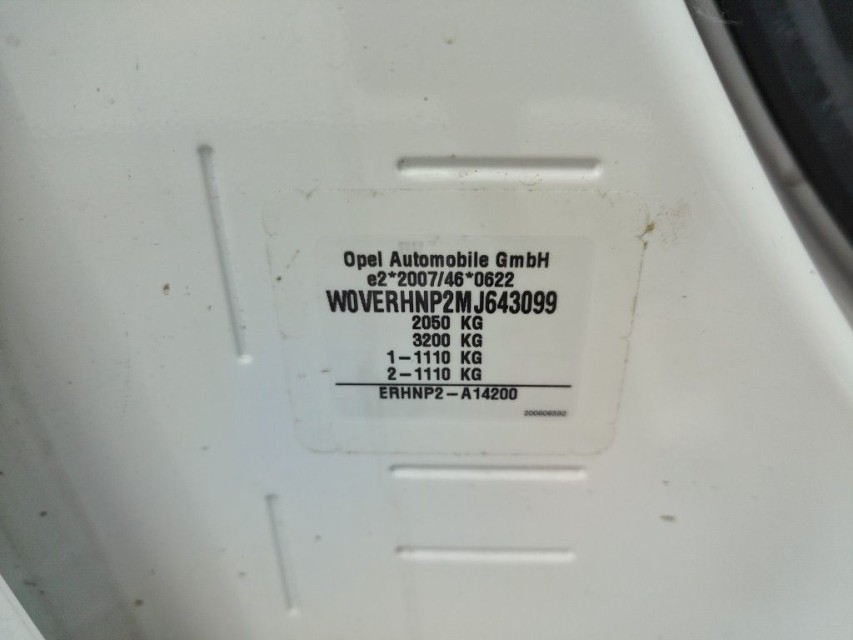 Opel Automobile GmbH
e2*2007/46*0622
W0VERHNP2MJ643099
2050 KG
3200 KG
1-1110 KG
2-1110 KG
ERHNP2-A14200